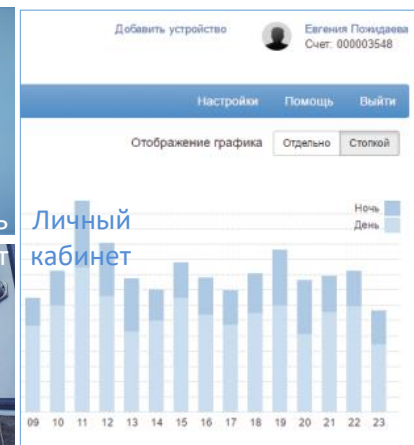 Добавить устройство
Евгения Пожидаева
Счет: 000003548
Настройки Помощь Выйти
Отображение графика Отдельно Стопкой
Ночь
День
ь Личный
т кабинет
09 10 11 12 13 14 15 16 17 18 19 20 21 22 23